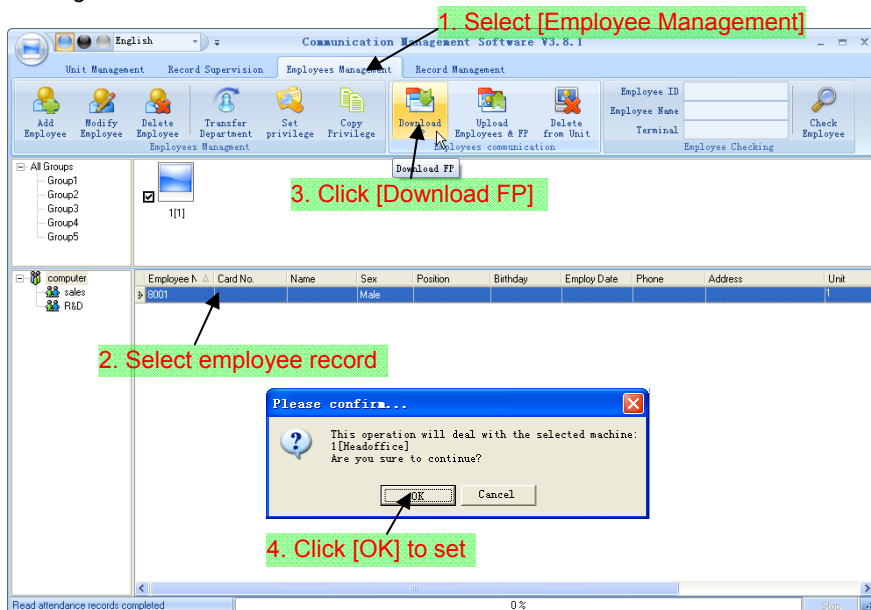 1. Select [Employee Management]
English
Communication Management Software V3.8.1
Unit Management Record Supervision Employees Management Record Management
Add Employee
Modify Employee
Delete Employee
Transfer Department
Set privilege
Copy Privilege
Employees Managment
Download
Upload Employees & FP
Delete from Unit
Employees communication
Employee ID
Employee Name
Terminal
Check Employee
Employee Checking
Download FP
3. Click [Download FP]
All Groups
Group1
Group2
Group3
Group4
Group5
1[1]
computer
sales
R&D
Employee N Card No. Name Sex Position Birthday Employ Date Phone Address Unit
8001 Male 1
2. Select employee record
Please confirm...
This operation will deal with the selected machine:
1[Headoffice]
Are you sure to continue?
OK Cancel
4. Click [OK] to set
Read attendance records completed 0 % Stop